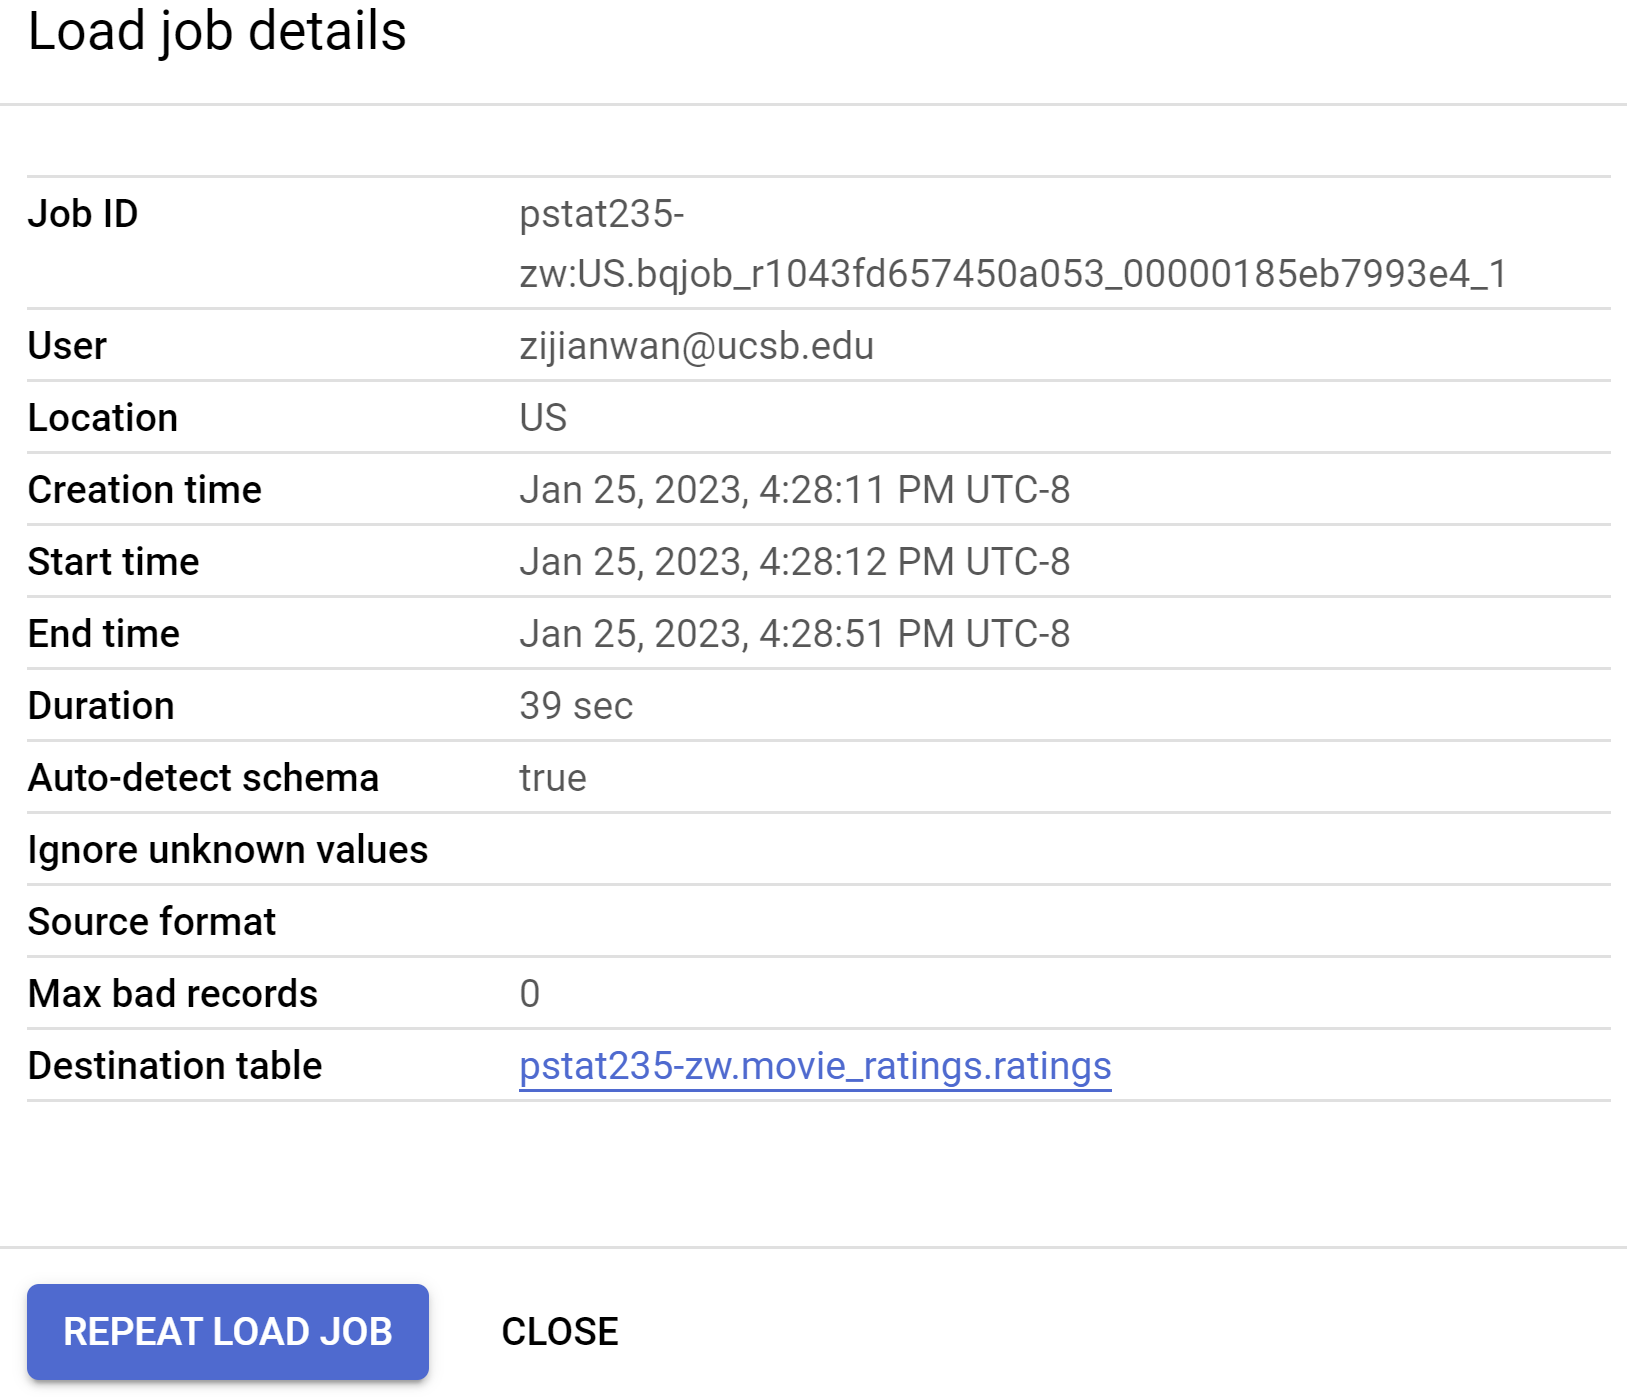 Load job details
Job ID pstat235-
zw:US.bqjob_r1043fd657450a053_00000185eb7993e4_1
User zijianwan@ucsb.edu
Location US
Creation time Jan 25, 2023, 4:28:11 PM UTC-8
Start time Jan 25, 2023, 4:28:12 PM UTC-8
End time Jan 25, 2023, 4:28:51 PM UTC-8
Duration 39 sec
Auto-detect schema true
Ignore unknown values
Source format
Max bad records 0
Destination table pstat235-zw.movie_ratings.ratings
REPEAT LOAD JOB CLOSE